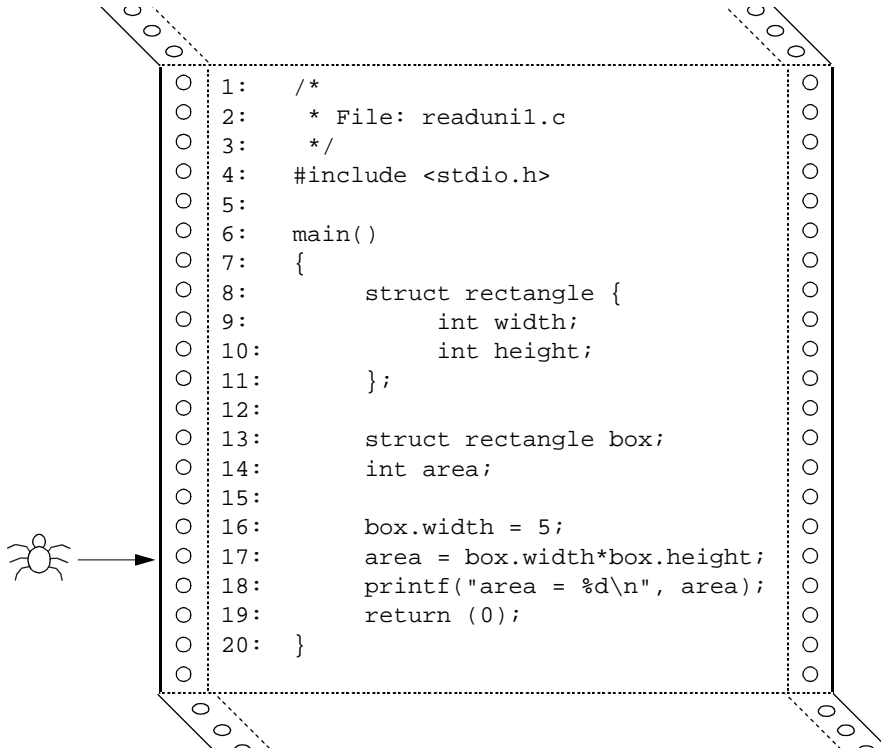 1: /*
2: * File: readuni1.c
3: */
4: #include <stdio.h>
5:
6: main()
7: {
8: struct rectangle {
9: int width;
10: int height;
11: };
12:
13: struct rectangle box;
14: int area;
15:
16: box.width = 5;
17: area = box.width*box.height;
18: printf("area = %d\n", area);
19: return (0);
20: }